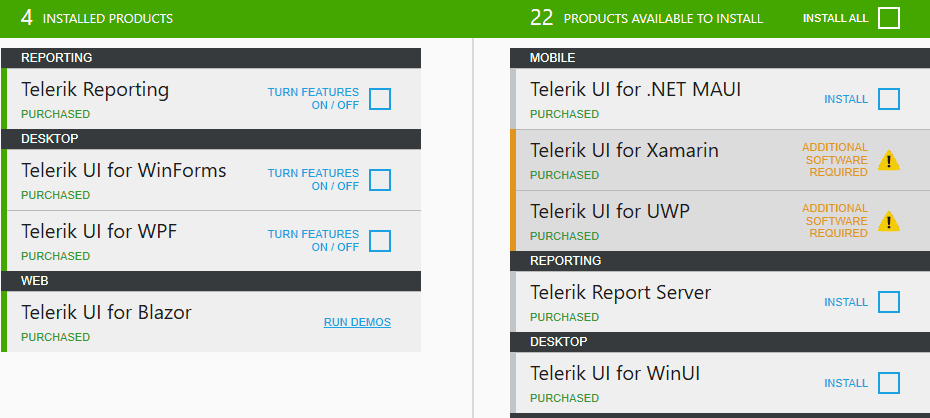 4 INSTALLED PRODUCTS
REPORTING
Telerik Reporting
PURCHASED
TURN FEATURES
ON / OFF
DESKTOP
Telerik UI for WinForms
PURCHASED
TURN FEATURES
ON / OFF
Telerik UI for WPF
PURCHASED
TURN FEATURES
ON / OFF
WEB
Telerik UI for Blazor
PURCHASED
RUN DEMOS
22 PRODUCTS AVAILABLE TO INSTALL
INSTALL ALL
MOBILE
Telerik UI for .NET MAUI
PURCHASED
INSTALL
Telerik UI for Xamarin
PURCHASED
ADDITIONAL
SOFTWARE
REQUIRED
Telerik UI for UWP
PURCHASED
ADDITIONAL
SOFTWARE
REQUIRED
REPORTING
Telerik Report Server
PURCHASED
INSTALL
DESKTOP
Telerik UI for WinUI
PURCHASED
INSTALL